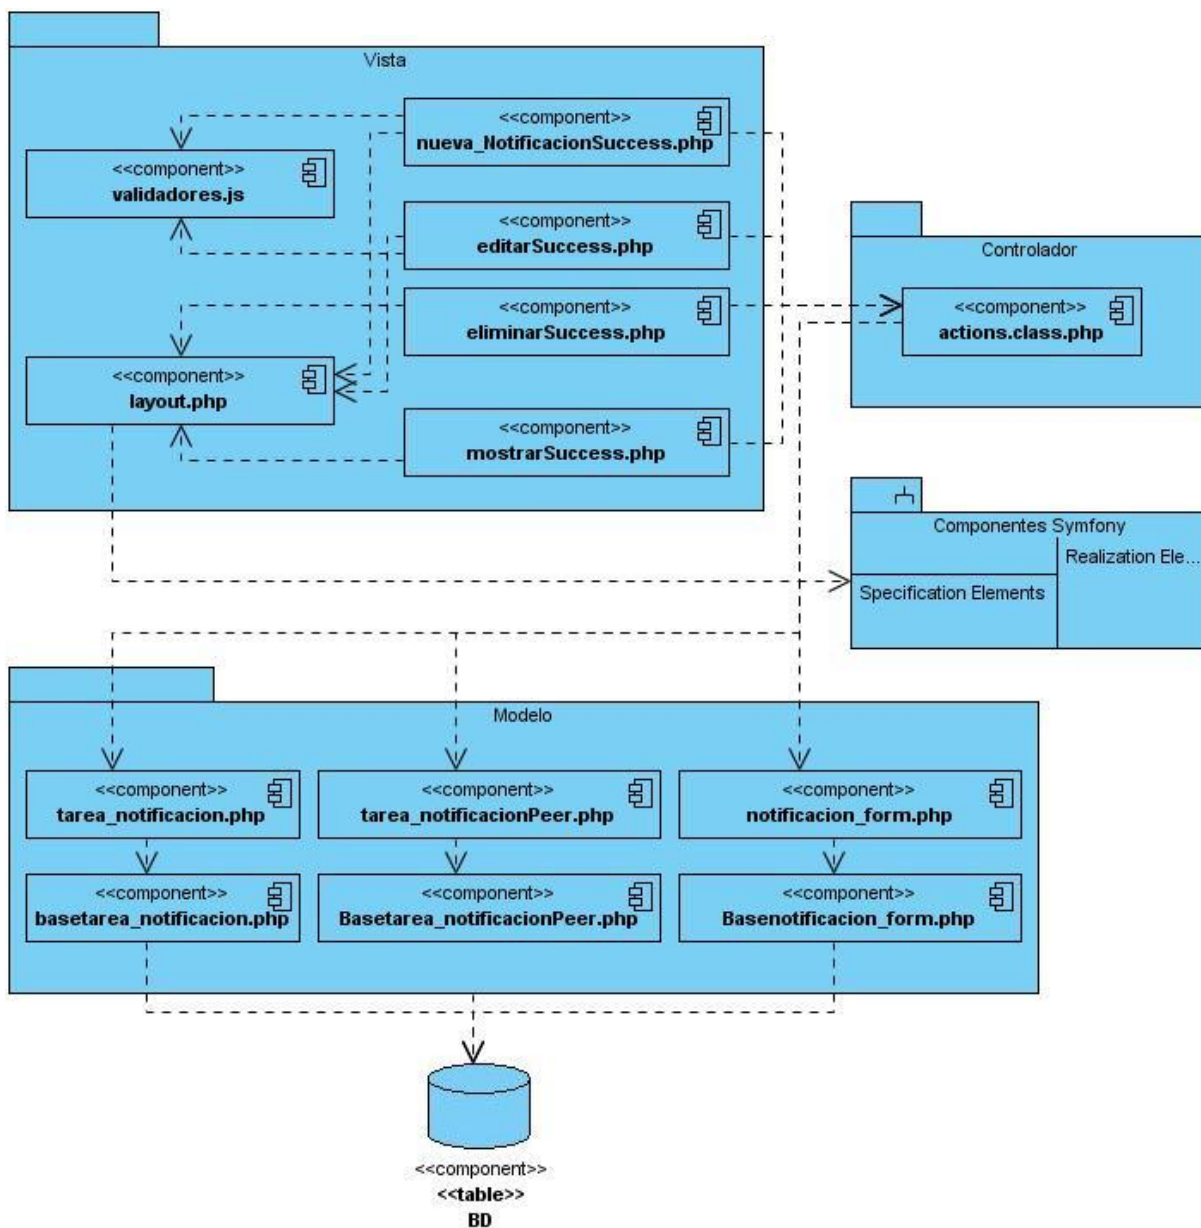 Vista
<<component>>
nueva_NotificacionSuccess.php
<<component>>
validadores.js
<<component>>
editarSuccess.php
<<component>>
eliminarSuccess.php
<<component>>
layout.php
<<component>>
mostrarSuccess.php
Controlador
<<component>>
actions.class.php
Componentes Symfony
Realization Ele...
Specification Elements
Modelo
<<component>>
tarea_notificacion.php
<<component>>
tarea_notificacionPeer.php
<<component>>
notificacion_form.php
<<component>>
basetarea_notificacion.php
<<component>>
Basetarea_notificacionPeer.php
<<component>>
Basenotificacion_form.php
<<component>>
<<table>>
BD